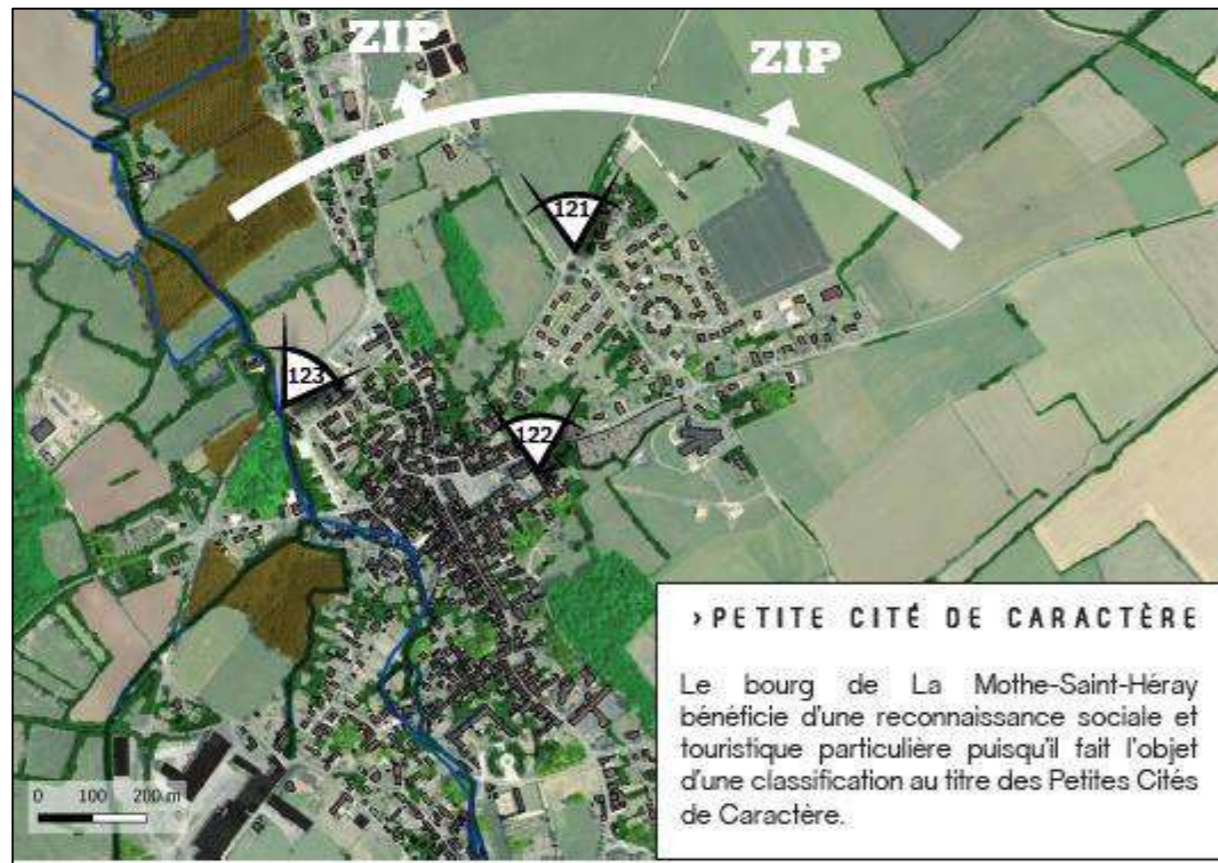 ZIP
ZIP
121
123
122
› PETITE CITÉ DE CARACTÈRE
Le bourg de La Mothe-Saint-Héray
bénéficie d'une reconnaissance sociale et
touristique particulière puisqu'il fait l'objet
d'une classification au titre des Petites Cités
de Caractère.
0 100 200 m